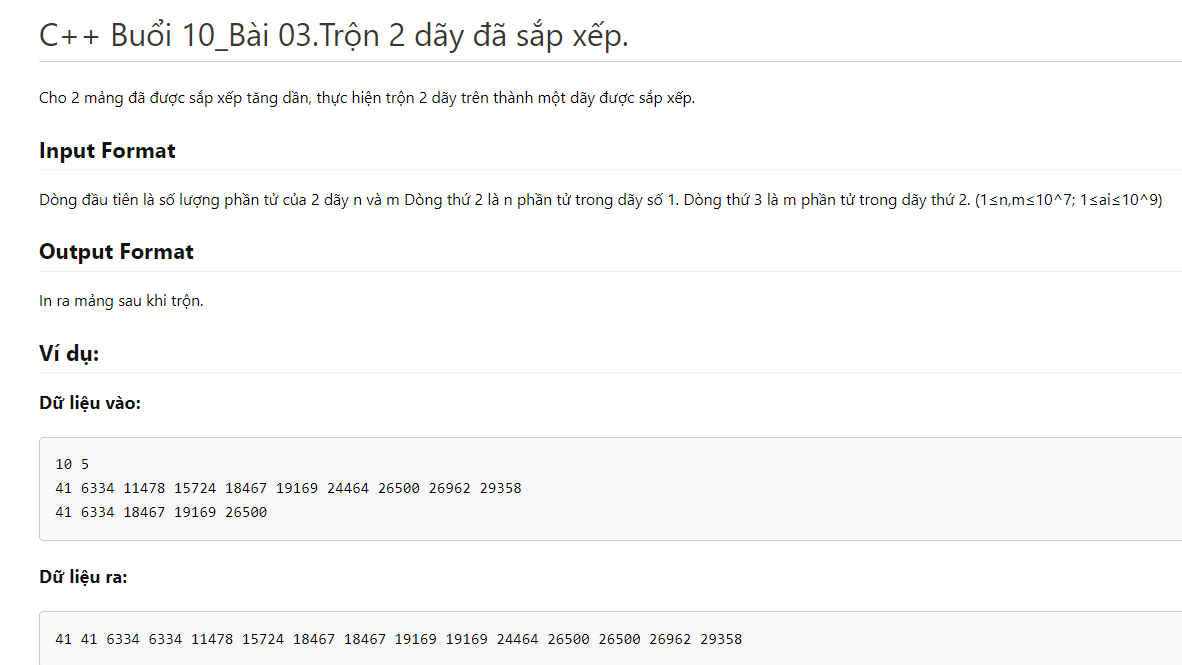 C++ Buổi 10_Bài 03.Trộn 2 dãy đã sắp xếp.
Cho 2 mảng đã được sắp xếp tăng dần, thực hiện trộn 2 dãy trên thành một dãy được sắp xếp.
Input Format
Dòng đầu tiên là số lượng phần tử của 2 dãy n và m Dòng thứ 2 là n phần tử trong dãy số 1. Dòng thứ 3 là m phần tử trong dãy thứ 2. (1≤n,m≤10^7; 1≤ai≤10^9)
Output Format
In ra mảng sau khi trộn.
Ví dụ:
Dữ liệu vào:
10 5
41 6334 11478 15724 18467 19169 24464 26500 26962 29358
41 6334 18467 19169 26500
Dữ liệu ra:
41 41 6334 6334 11478 15724 18467 18467 19169 19169 24464 26500 26500 26962 29358